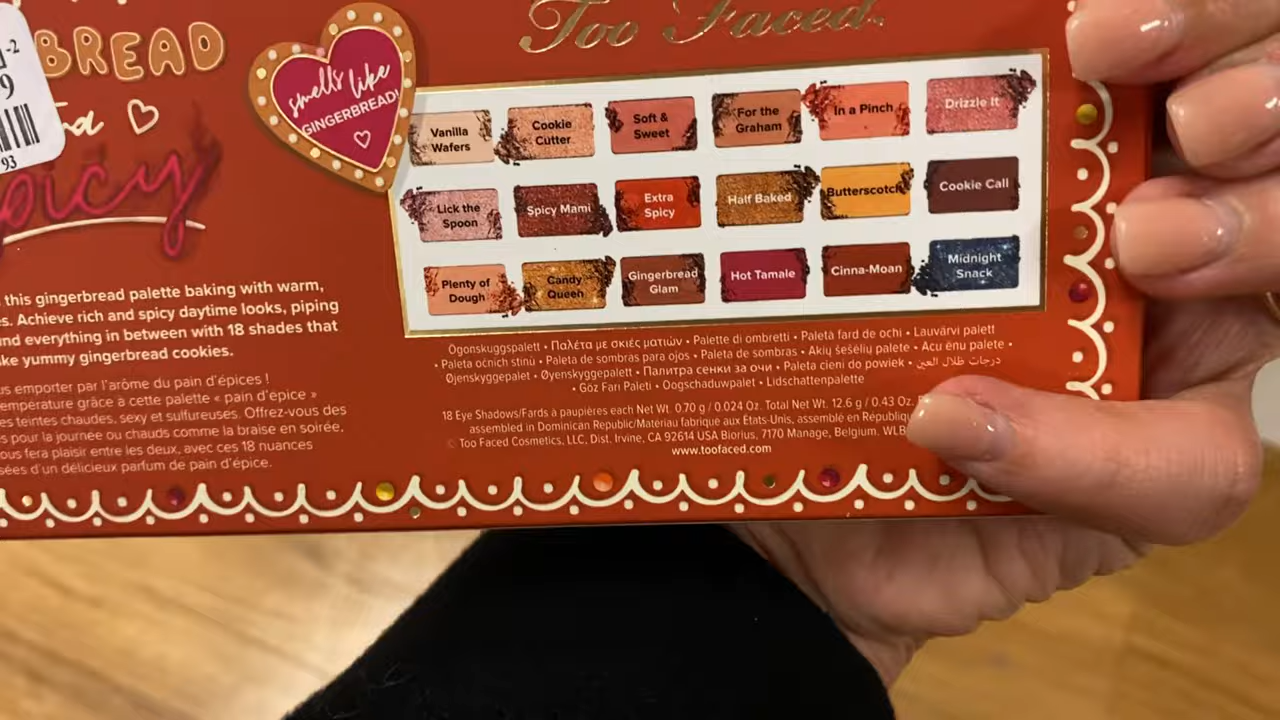 Too Faced.
BREAD
-2
9
93
smells like
GINGERBREAD!
picy
Vanilla
Wafers
Cookie
Cutter
Soft &
Sweet
For the
Graham
In a Pinch
Drizzle It
Lick the
Spoon
Spicy Mami
Extra
Spicy
Half Baked
Butterscotch
Cookie Call
Plenty of
Dough
Candy
Queen
Gingerbread
Glam
Hot Tamale
Cinna-Moan
Midnight
Snack
this gingerbread palette baking with warm,
s. Achieve rich and spicy daytime looks, piping
nd everything in between with 18 shades that
ke yummy gingerbread cookies.
us emporter par l'arôme du pain d'épices !
empérature grâce à cette palette « pain d'épice »
es teintes chaudes, sexy et sulfureuses. Offrez-vous des
s pour la journée ou chauds comme la braise en soirée.
ous fera plaisir entre les deux, avec ces 18 nuances
sées d'un délicieux parfum de pain d'épice.
Ögonskuggspalett • Παλέτα με σκιές ματιών • Palette di ombretti • Paletă fard de ochi • Lauvärvi palett
• Paleta očních stínů • Paleta de sombras para ojos • Paleta de sombras • Akių šešėlių palete • Acu ēnu palete •
Øjenskyggepalet • Øyenskyggepalett • Палитра сенки за очи • Paleta cieni do powiek • درجات ظلال العين
• Göz Farı Paleti • Oogschaduwpalet • Lidschattenpalette
18 Eye Shadows/Fards à paupières each Net Wt. 0.70 g / 0.024 Oz. Total Net Wt. 12.6 g / 0.43 Oz.
assembled in Dominican Republic/Matériau fabriqué aux États-Unis, assemblé en Républiq
© Too Faced Cosmetics, LLC, Dist. Irvine, CA 92614 USA Biorius, 7170 Manage, Belgium. WLB
www.toofaced.com